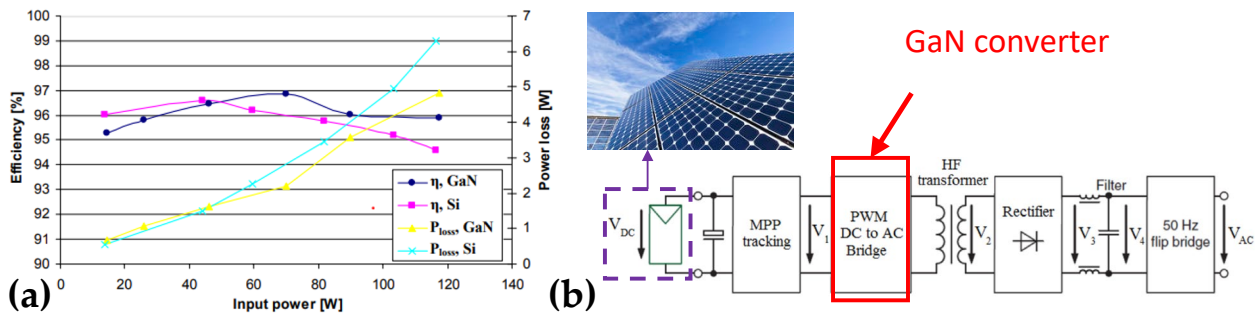 100
99
98
97
96
95
94
93
92
91
90
Efficiency [%]
7
6
5
4
3
2
1
0
Power loss [W]
η, GaN
η, Si
Ploss, GaN
Ploss, Si
0 20 40 60 80 100 120 140
Input power [W]
(a)
GaN converter
VDC
MPP
tracking
V1
PWM
DC to AC
Bridge
HF
transformer
V2
Rectifier
Filter
V3
V4
50 Hz
flip bridge
VAC
(b)